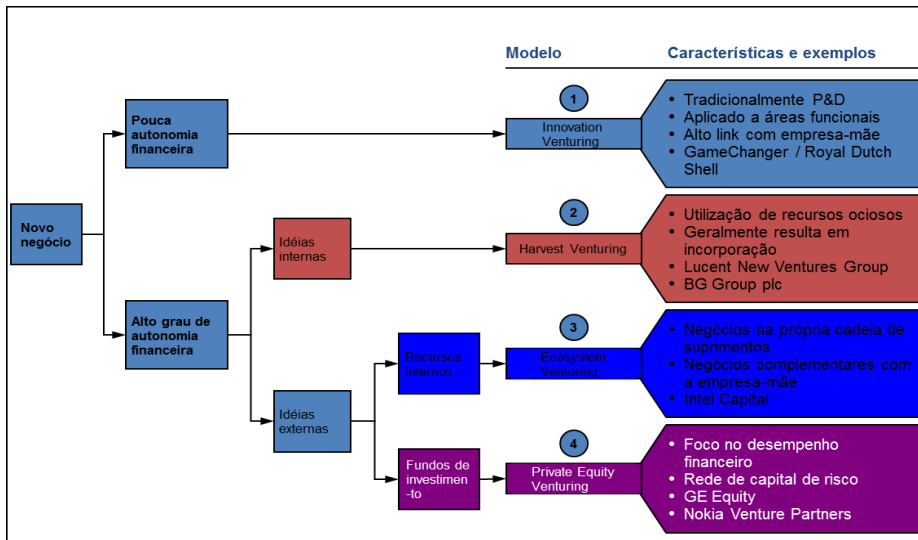 Modelo
Características e exemplos
1
Pouca
autonomia
financeira
Innovation
Venturing
• Tradicionalmente P&D
• Aplicado a áreas funcionais
• Alto link com empresa-mãe
• GameChanger / Royal Dutch
Shell
Novo
negócio
2
Idéias
internas
Harvest Venturing
• Utilização de recursos ociosos
• Geralmente resulta em
incorporação
• Lucent New Ventures Group
• BG Group plc
Alto grau de
autonomia
financeira
3
Recursos
internos
Ecosystem
Venturing
• Negócios na própria cadeia de
suprimentos
• Negócios complementares com
a empresa-mãe
• Intel Capital
Idéias
externas
4
Fundos de
investimen
-to
Private Equity
Venturing
• Foco no desempenho
financeiro
• Rede de capital de risco
• GE Equity
• Nokia Venture Partners